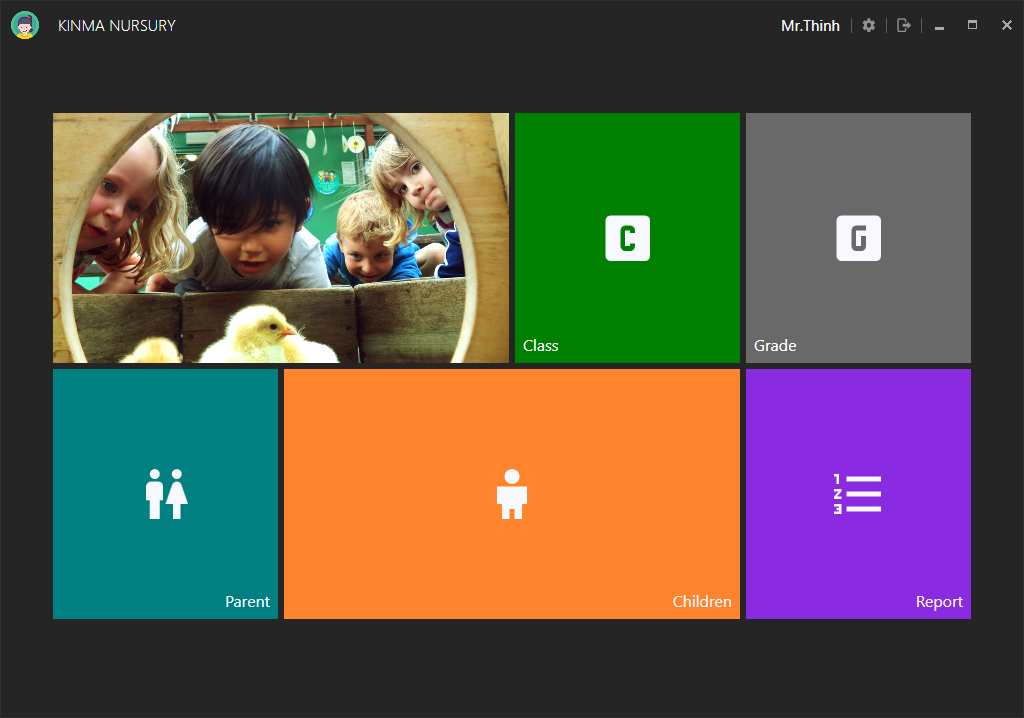 KINMA NURSURY
Mr.Thinh
C
G
Class
Grade
1
2
3
Parent
Children
Report